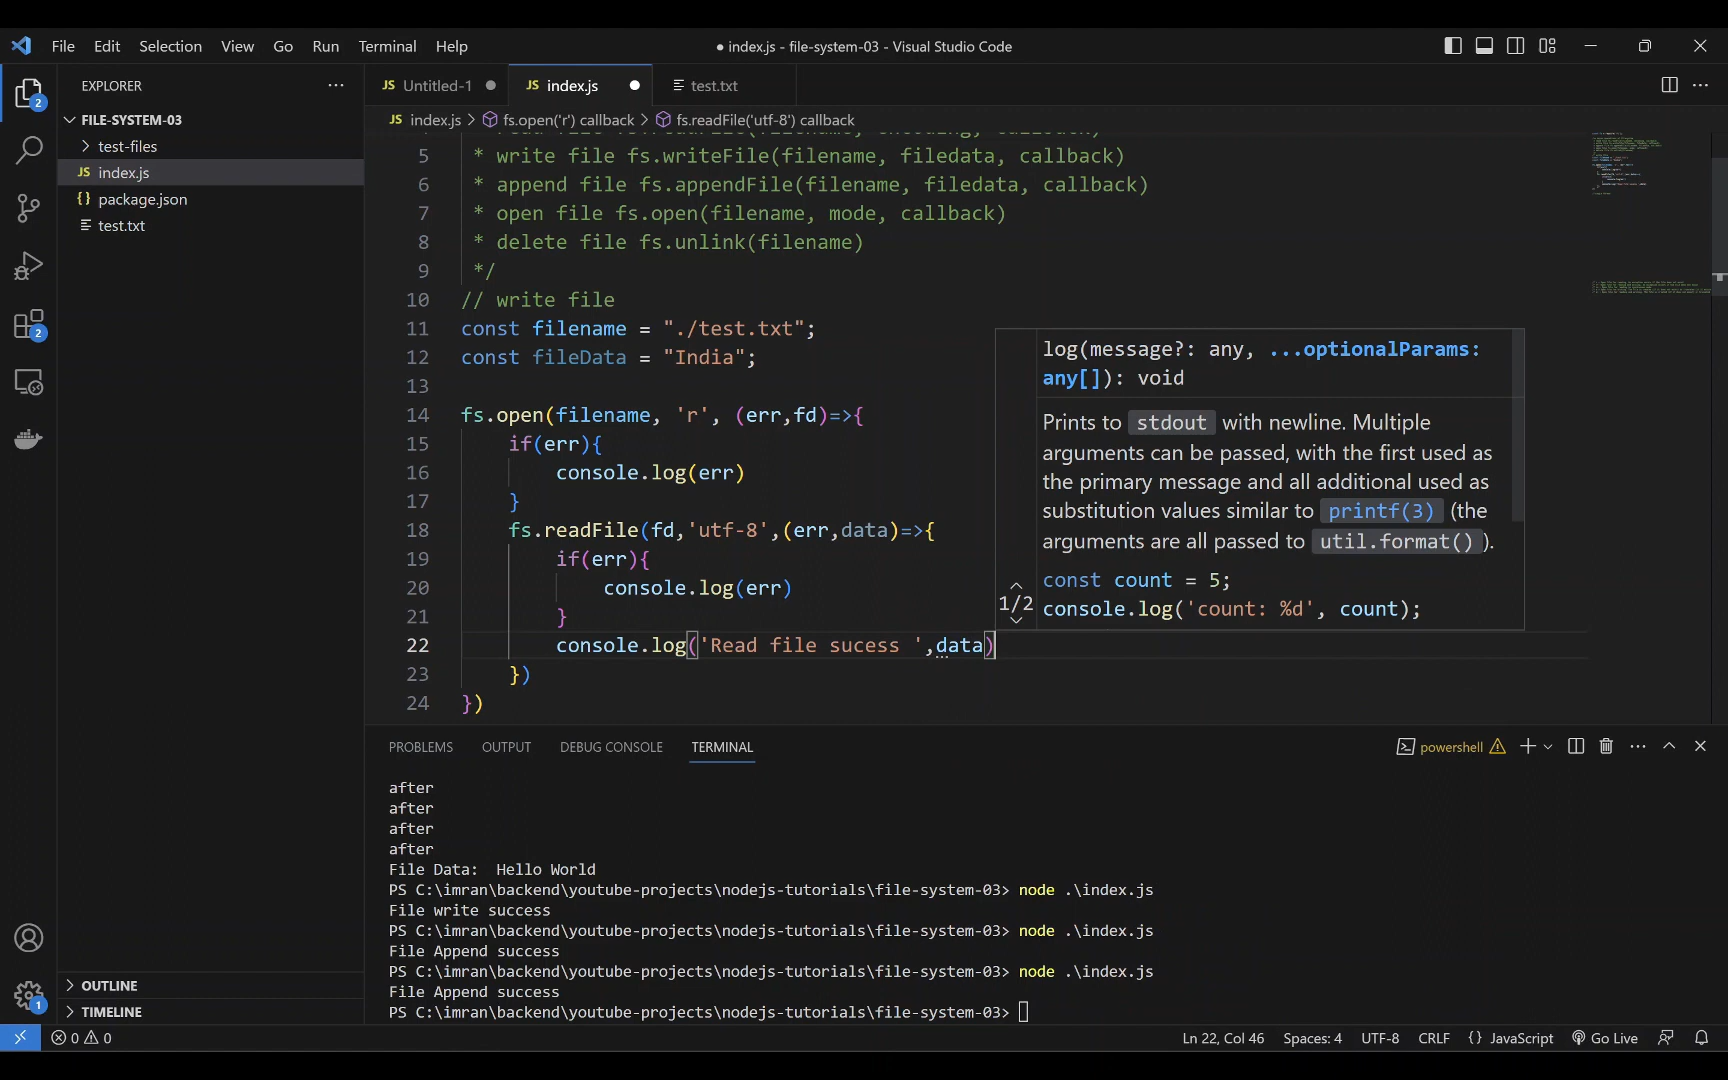 File Edit Selection View Go Run Terminal Help
● index.js - file-system-03 - Visual Studio Code
EXPLORER
FILE-SYSTEM-03
test-files
JS index.js
{} package.json
test.txt
OUTLINE
TIMELINE
2
2
1
JS Untitled-1 JS index.js test.txt
JS index.js > fs.open('r') callback > fs.readFile('utf-8') callback
5 * write file fs.writeFile(filename, filedata, callback)
6 * append file fs.appendFile(filename, filedata, callback)
7 * open file fs.open(filename, mode, callback)
8 * delete file fs.unlink(filename)
9 */
10 // write file
11 const filename = "./test.txt";
12 const fileData = "India";
13
14 fs.open(filename, 'r', (err,fd)=>{
15 if(err){
16 console.log(err)
17 }
18 fs.readFile(fd,'utf-8',(err,data)=>{
19 if(err){
20 console.log(err)
21 }
22 console.log('Read file sucess ',data)
23 })
24 })
log(message?: any, ...optionalParams:
any[]): void
Prints to stdout with newline. Multiple
arguments can be passed, with the first used as
the primary message and all additional used as
substitution values similar to printf(3) (the
arguments are all passed to util.format()).
const count = 5;
1/2
console.log('count: %d', count);
PROBLEMS OUTPUT DEBUG CONSOLE TERMINAL
powershell
after
after
after
after
File Data:  Hello World
PS C:\imran\backend\youtube-projects\nodejs-tutorials\file-system-03> node .\index.js
File write success
PS C:\imran\backend\youtube-projects\nodejs-tutorials\file-system-03> node .\index.js
File Append success
PS C:\imran\backend\youtube-projects\nodejs-tutorials\file-system-03> node .\index.js
File Append success
PS C:\imran\backend\youtube-projects\nodejs-tutorials\file-system-03>
0 0
Ln 22, Col 46 Spaces: 4 UTF-8 CRLF {} JavaScript Go Live